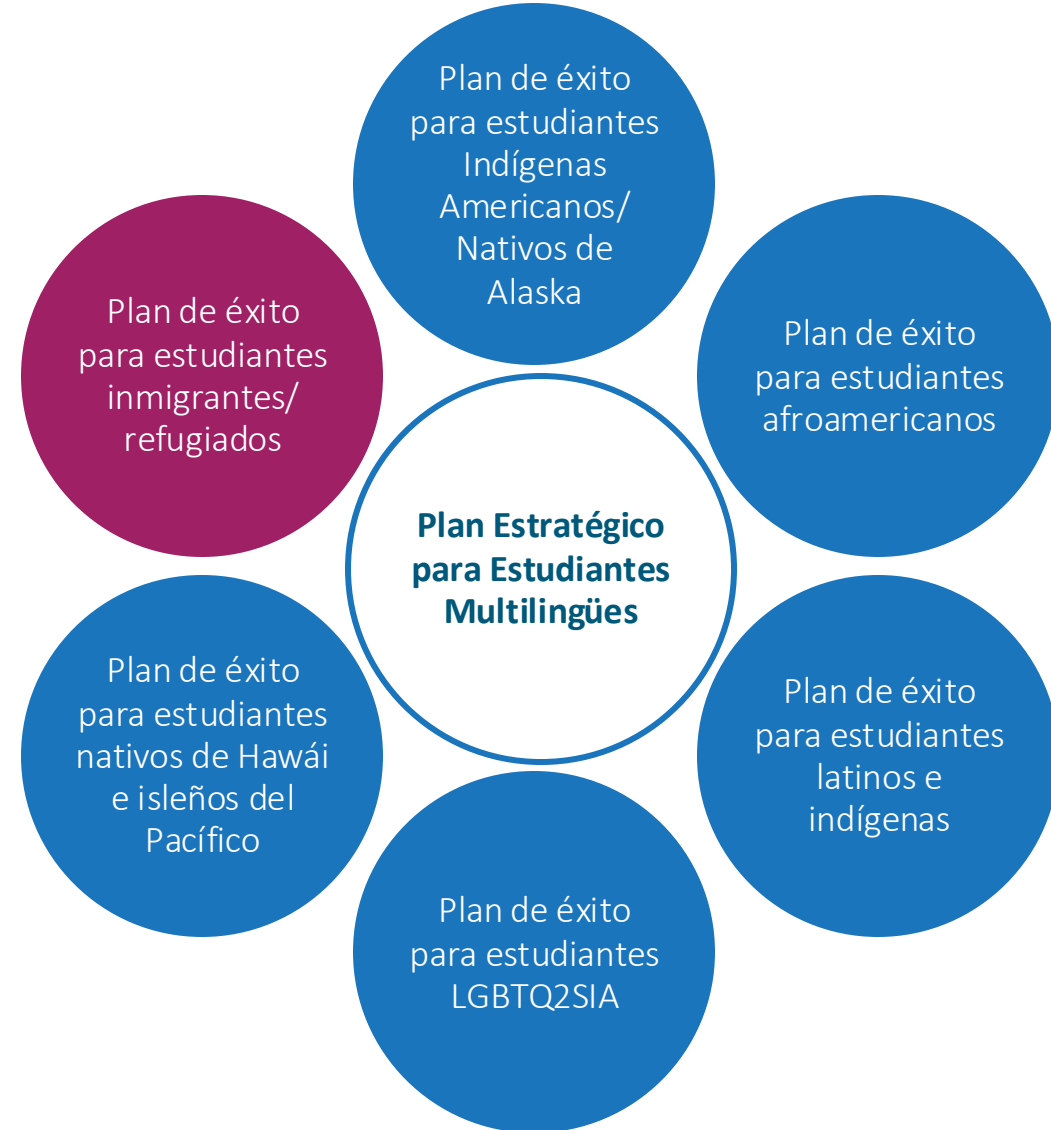 Plan de éxito
para estudiantes
Indígenas
Americanos/
Nativos de
Alaska
Plan de éxito
para estudiantes
afroamericanos
Plan de éxito
para estudiantes
latinos e
indígenas
Plan de éxito
para estudiantes
LGBTQ2SIA
Plan de éxito
para estudiantes
nativos de Hawái
e isleños del
Pacífico
Plan de éxito
para estudiantes
inmigrantes/
refugiados
Plan Estratégico
para Estudiantes
Multilingües